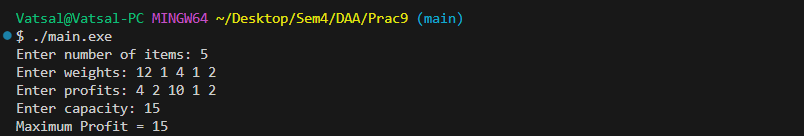 Vatsal@Vatsal-PC MINGW64 ~/Desktop/Sem4/DAA/Prac9 (main)
$ ./main.exe
Enter number of items: 5
Enter weights: 12 1 4 1 2
Enter profits: 4 2 10 1 2
Enter capacity: 15
Maximum Profit = 15